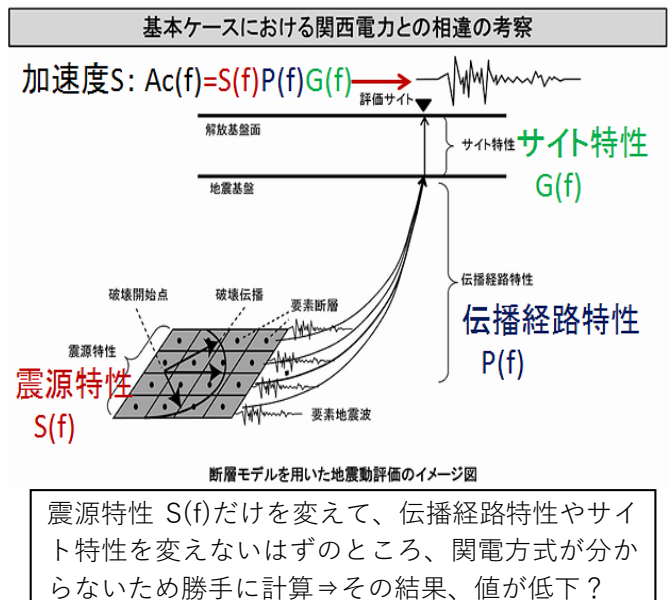 基本ケースにおける関西電力との相違の考察
加速度S: Ac(f)=S(f)P(f)G(f)
評価サイト
解放基盤面
サイト特性
サイト特性
G(f)
地震基盤
伝播経路特性
伝播経路特性
P(f)
破壊開始点
破壊伝播
要素断層
震源特性
震源特性
S(f)
要素地震波
断層モデルを用いた地震動評価のイメージ図
震源特性 S(f)だけを変えて、伝播経路特性やサイ
ト特性を変えないはずのところ、関電方式が分か
らないため勝手に計算⇒その結果、値が低下？